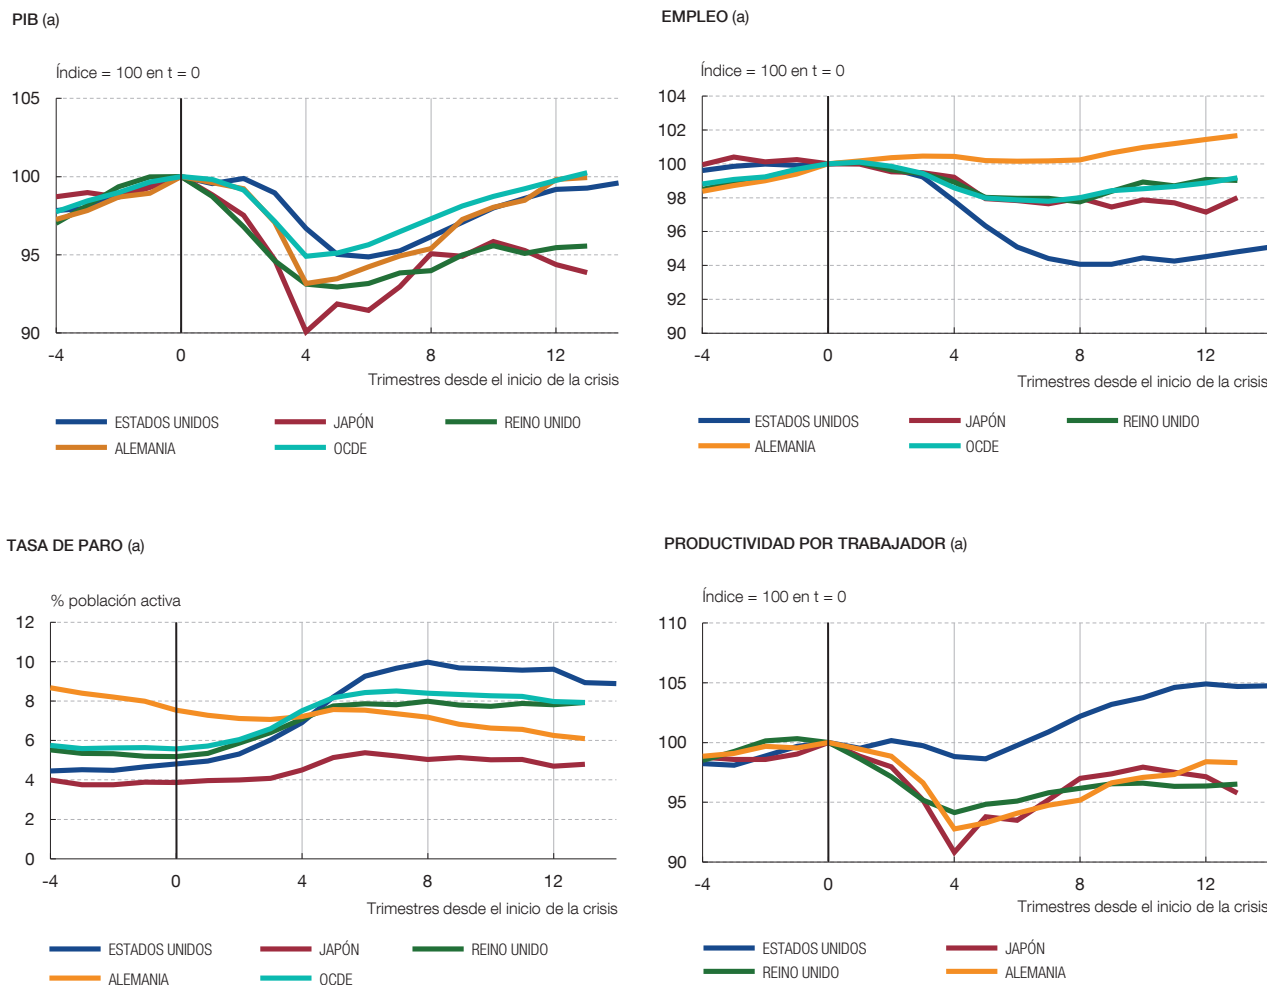 PIB (a)
Índice = 100 en t = 0
105
100
95
90
-4 0 4 8 12
Trimestres desde el inicio de la crisis
ESTADOS UNIDOS JAPÓN REINO UNIDO
ALEMANIA OCDE
EMPLEO (a)
Índice = 100 en t = 0
104
102
100
98
96
94
92
90
-4 0 4 8 12
Trimestres desde el inicio de la crisis
ESTADOS UNIDOS JAPÓN REINO UNIDO
ALEMANIA OCDE
TASA DE PARO (a)
% población activa
12
10
8
6
4
2
0
-4 0 4 8 12
Trimestres desde el inicio de la crisis
ESTADOS UNIDOS JAPÓN REINO UNIDO
ALEMANIA OCDE
PRODUCTIVIDAD POR TRABAJADOR (a)
Índice = 100 en t = 0
110
105
100
95
90
-4 0 4 8 12
Trimestres desde el inicio de la crisis
ESTADOS UNIDOS JAPÓN
REINO UNIDO ALEMANIA